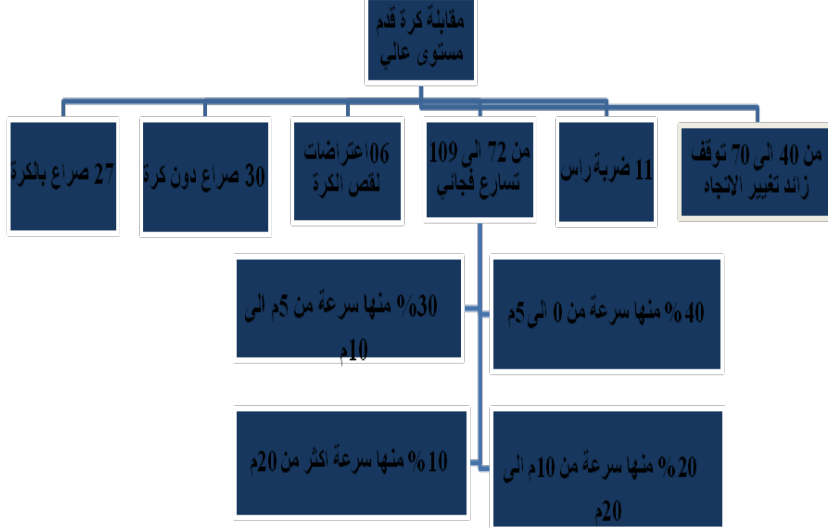 مقابلة كرة قدم
مستوى عالي
من 40 الى 70 توقف
زائد تغيير الاتجاه
11 ضربة راس
من 72 الى 109
تسارع فجائي
06اعتراضات
لقص الكرة
30 صراع دون كرة
27 صراع بالكرة
40% منها سرعة من 0 الى 5م
30% منها سرعة من 5م الى
10م
20% منها سرعة من 10م الى
20م
10% منها سرعة اكثر من 20م